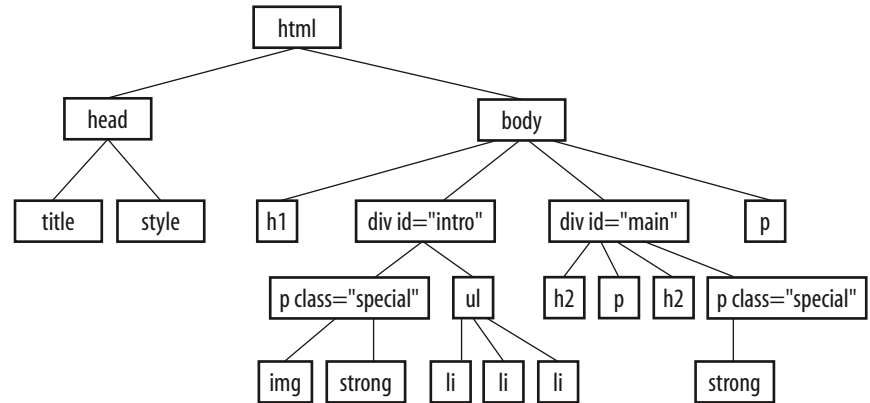 html
head
body
title
style
h1
div id="intro"
div id="main"
p
p class="special"
ul
h2
p
h2
p class="special"
img
strong
li
li
li
strong